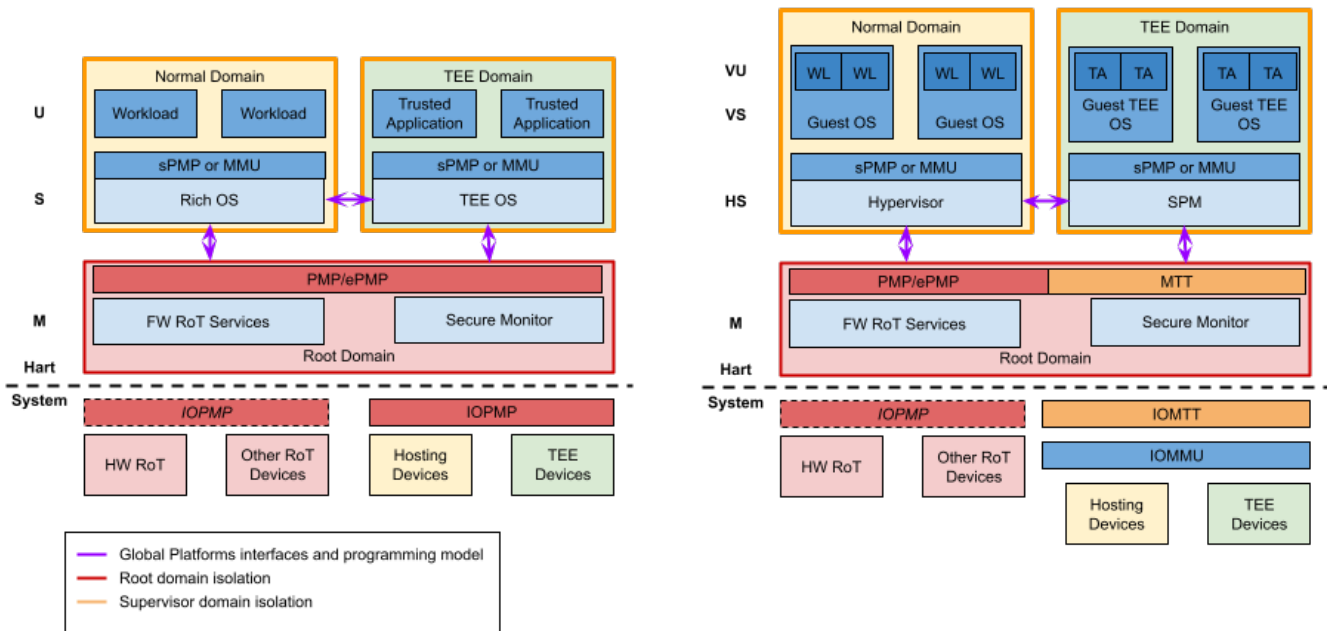 Normal Domain
TEE Domain
U
Workload
Workload
Trusted
Application
Trusted
Application
sPMP or MMU
sPMP or MMU
S
Rich OS
TEE OS
PMP/ePMP
M
FW RoT Services
Secure Monitor
Root Domain
Hart
System
IOPMP
IOPMP
HW RoT
Other RoT
Devices
Hosting
Devices
TEE
Devices
Global Platforms interfaces and programming model
Root domain isolation
Supervisor domain isolation
Normal Domain
TEE Domain
VU
WL
WL
WL
WL
TA
TA
TA
TA
VS
Guest OS
Guest OS
Guest TEE
OS
Guest TEE
OS
sPMP or MMU
sPMP or MMU
HS
Hypervisor
SPM
PMP/ePMP
MTT
M
FW RoT Services
Secure Monitor
Root Domain
Hart
System
IOPMP
IOMTT
HW RoT
Other RoT
Devices
IOMMU
Hosting
Devices
TEE
Devices